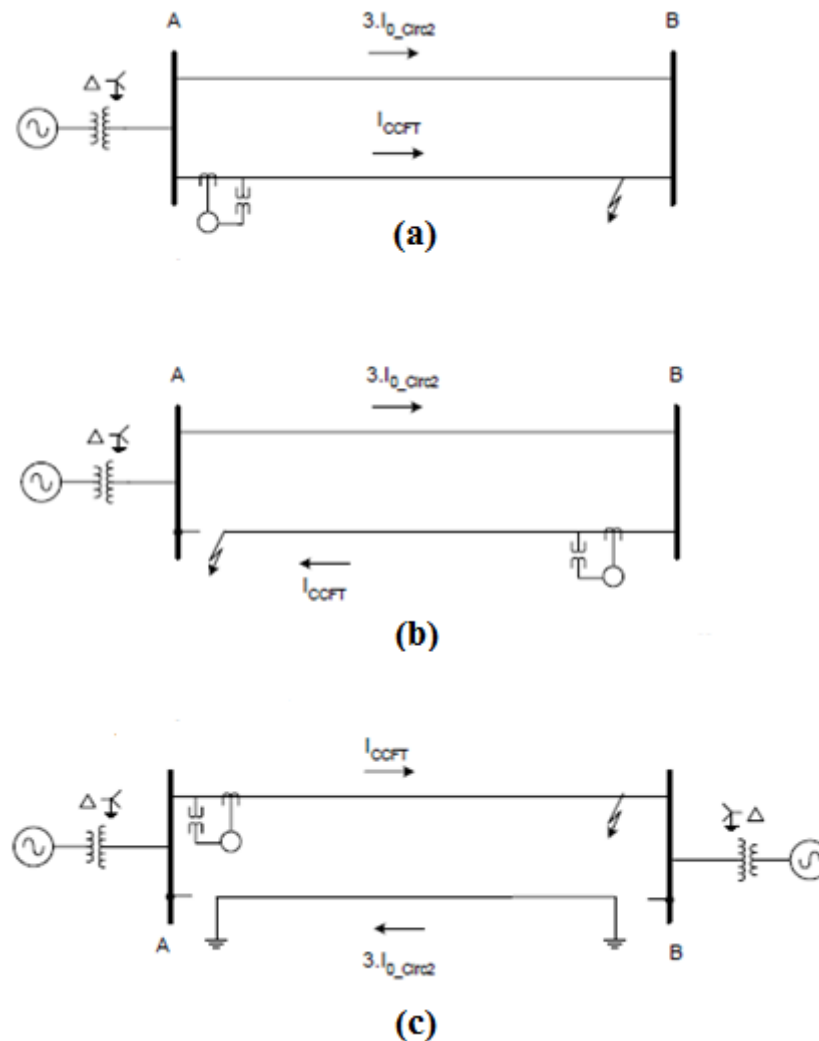 A 3.I0_Circ2 B
ICCFT
(a)
A 3.I0_Circ2 B
ICCFT
(b)
ICCFT
A B
3.I0_Circ2
(c)